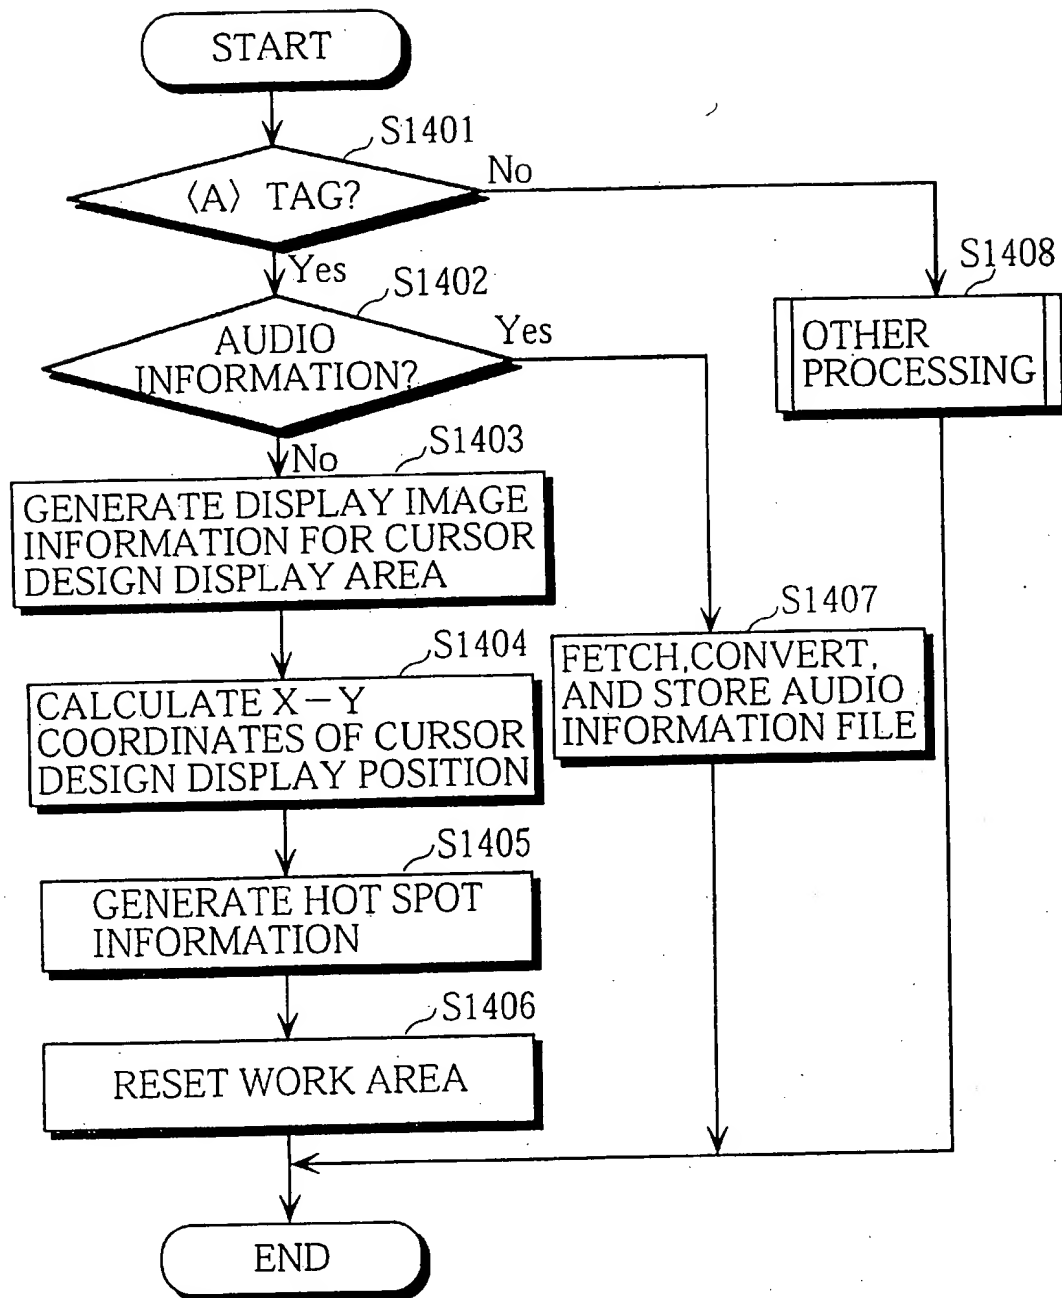 START
S1401
〈A〉 TAG?
No
Yes
S1402
AUDIO
INFORMATION?
Yes
No
S1408
OTHER
PROCESSING
S1403
GENERATE DISPLAY IMAGE
INFORMATION FOR CURSOR
DESIGN DISPLAY AREA
S1404
CALCULATE X-Y
COORDINATES OF CURSOR
DESIGN DISPLAY POSITION
S1407
FETCH,CONVERT,
AND STORE AUDIO
INFORMATION FILE
S1405
GENERATE HOT SPOT
INFORMATION
S1406
RESET WORK AREA
END